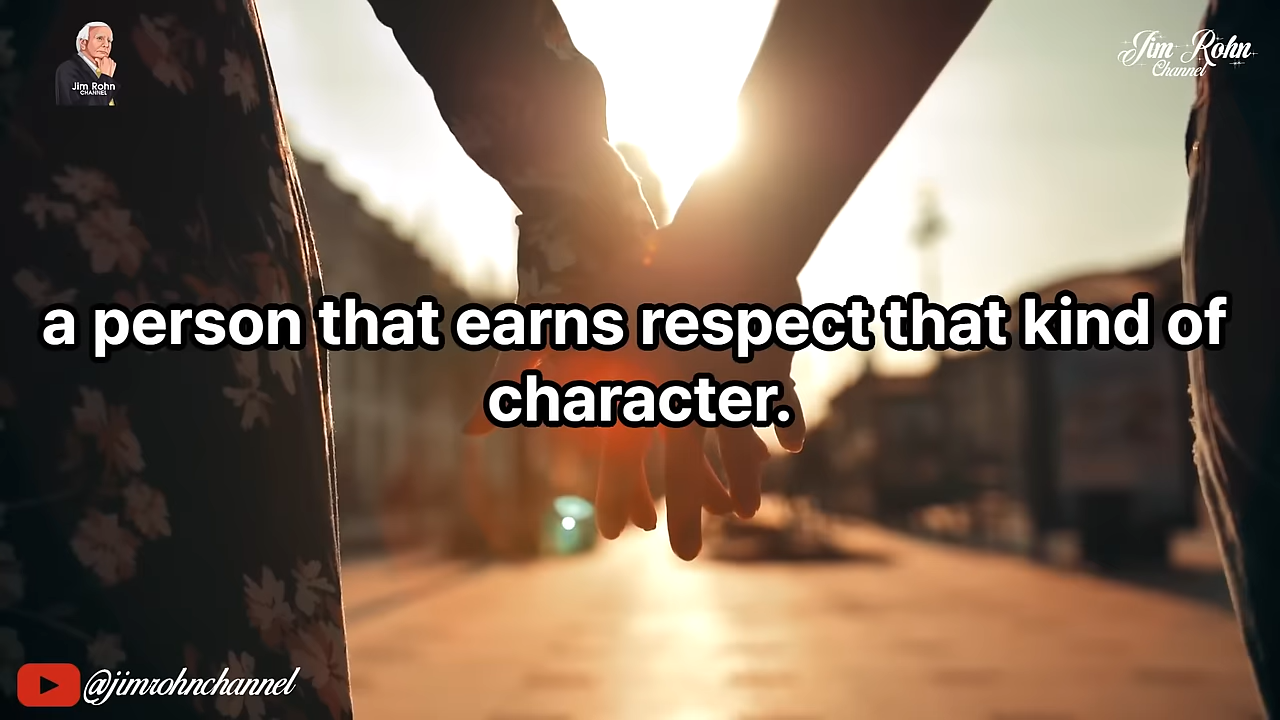 Jim Rohn
CHANNEL
Jim Rohn
Channel
a person that earns respect that kind of
character.
@jimrohnchannel